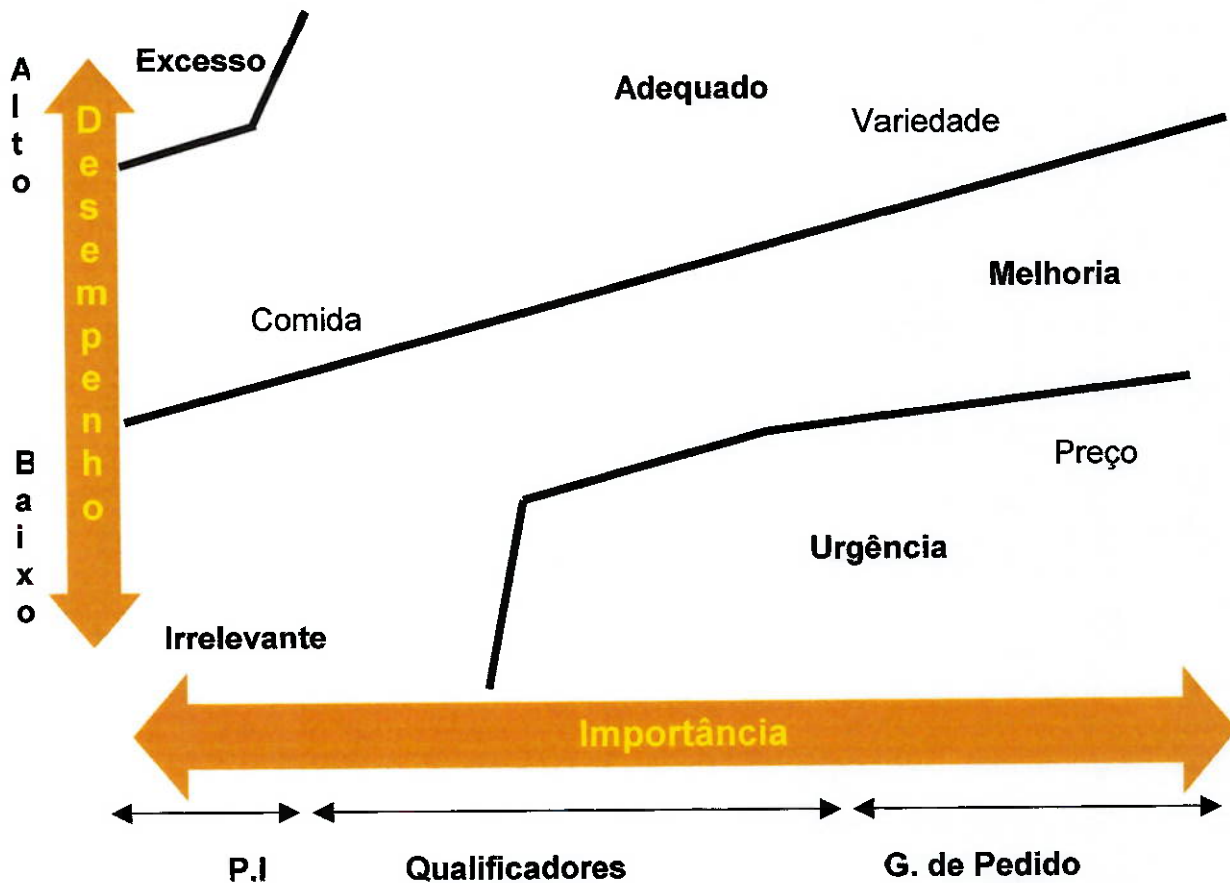 Alto
Excesso
Adequado
Variedade
Desempenho
Melhoria
Comida
Baixo
Preço
Urgência
Irrelevante
Importância
P.I
Qualificadores
G. de Pedido